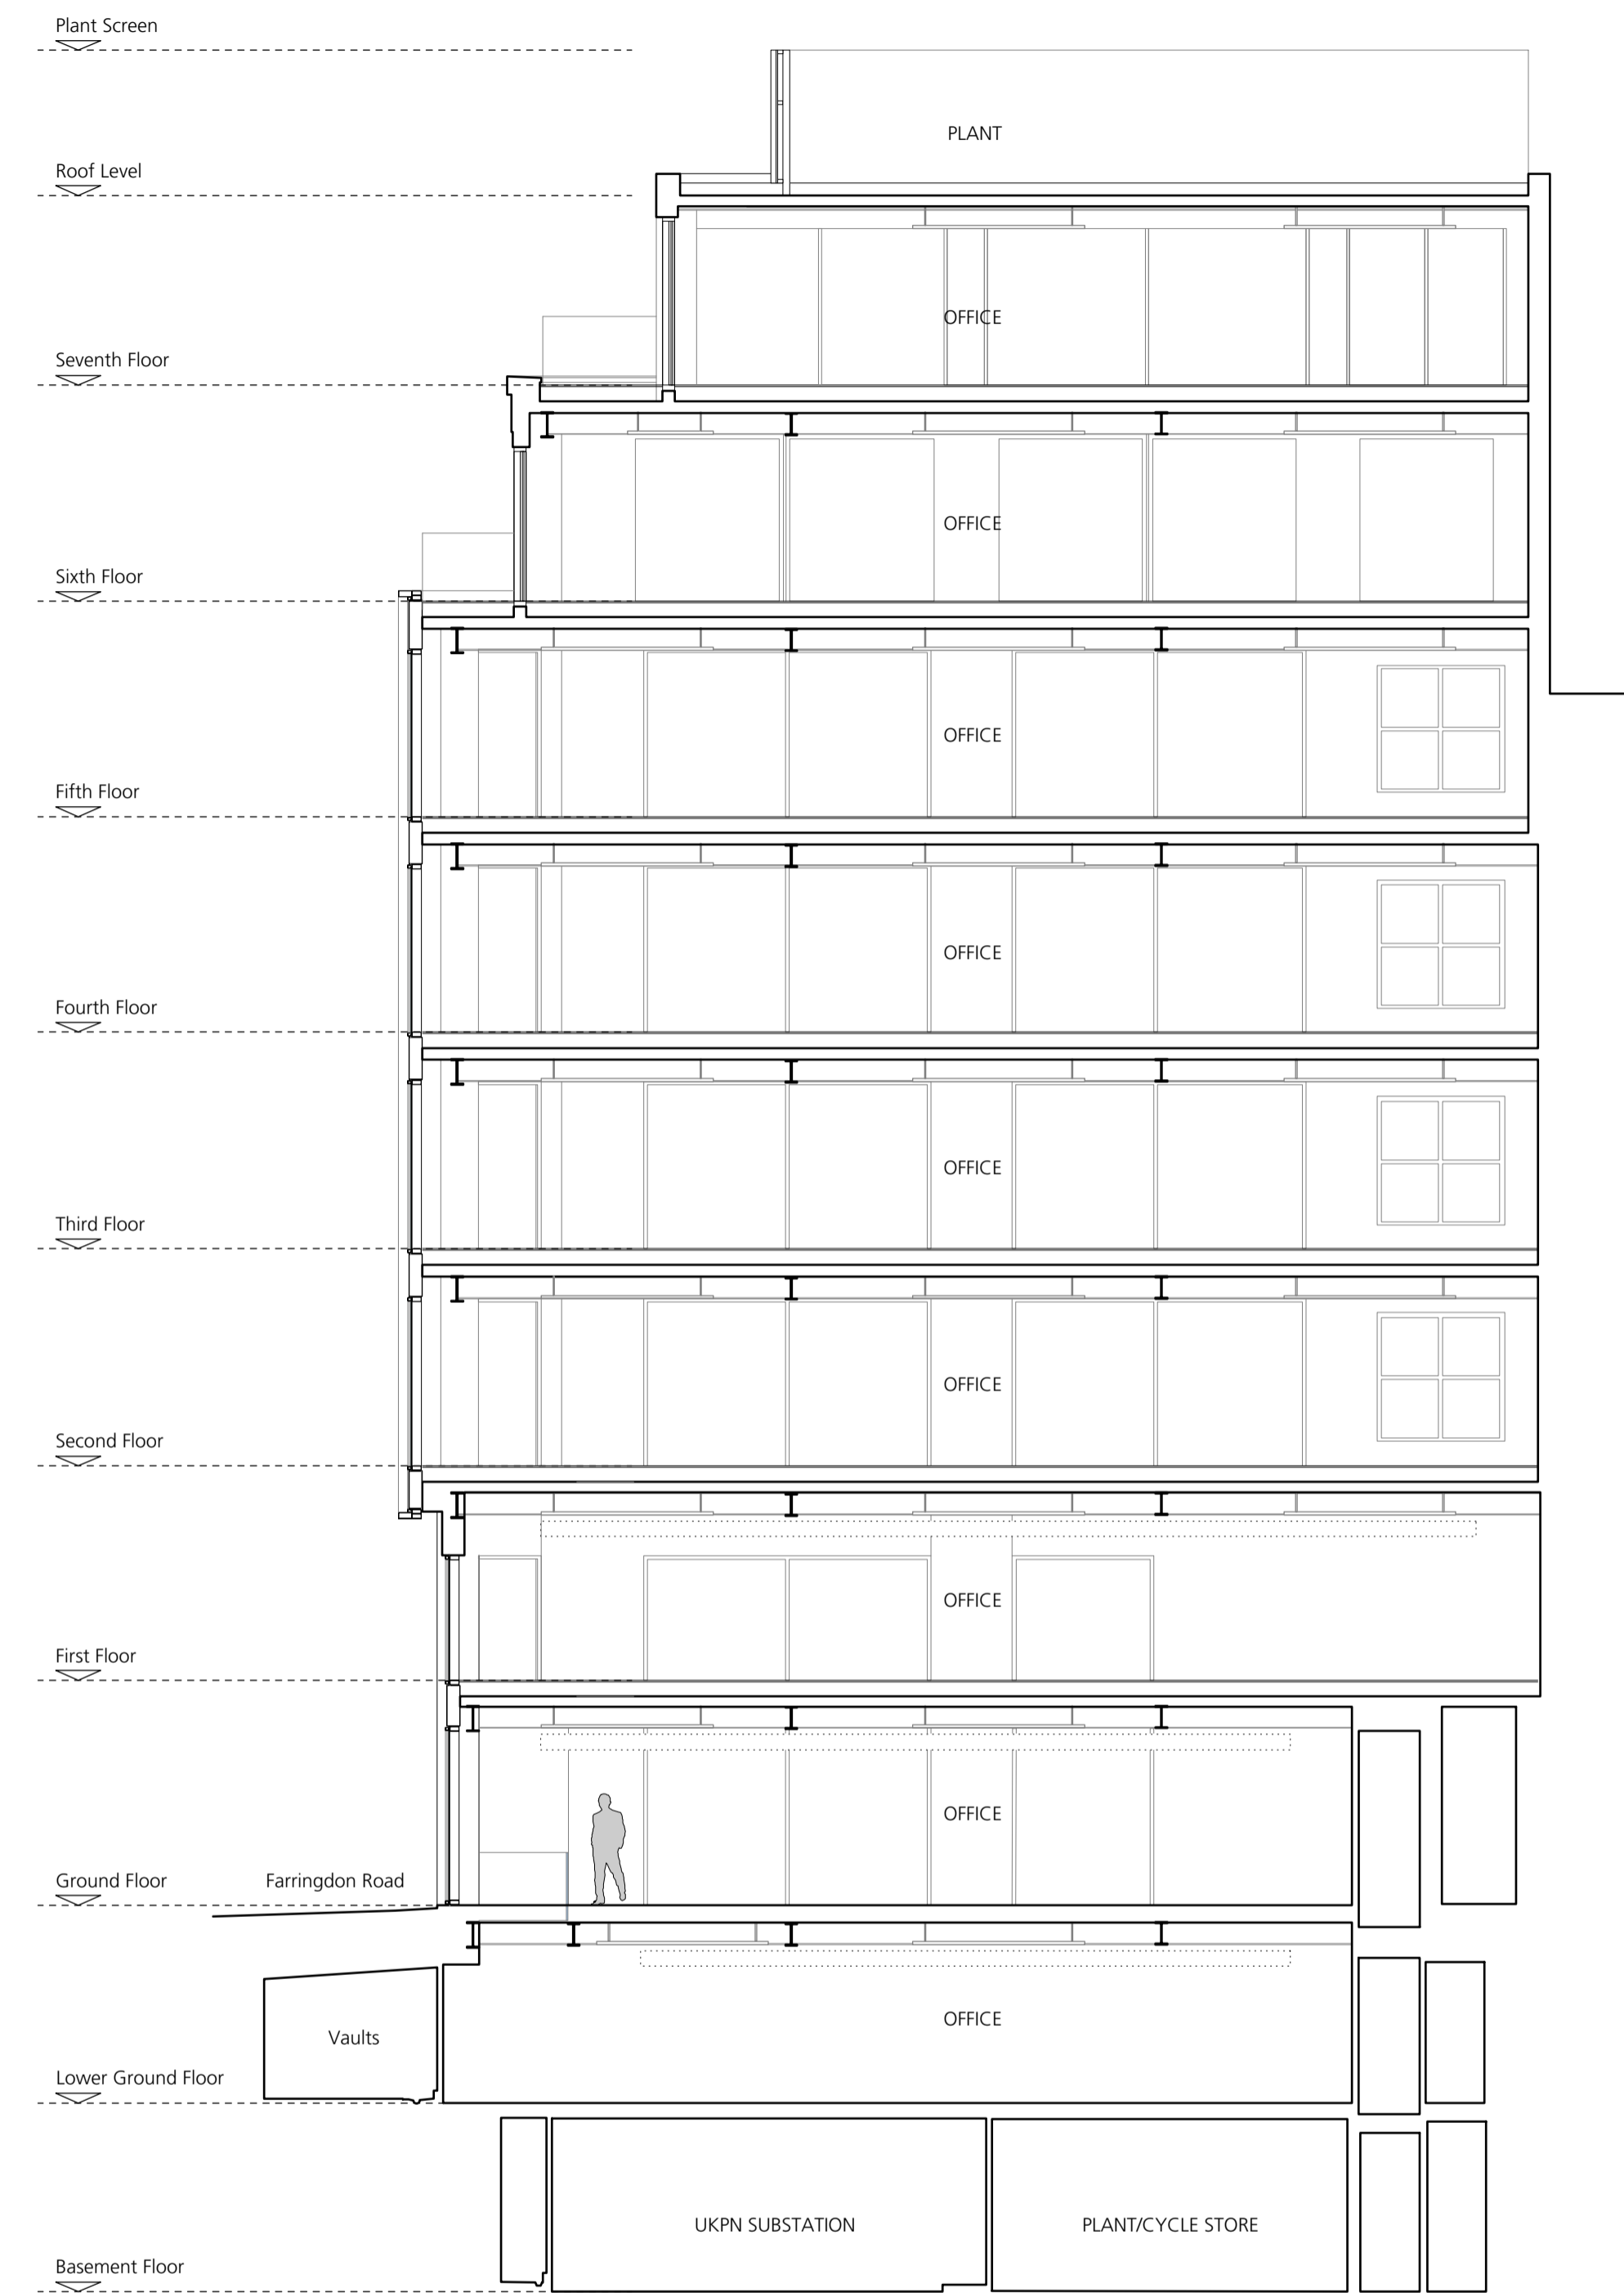 Plant Screen
PLANT
Roof Level
OFFICE
Seventh Floor
OFFICE
Sixth Floor
OFFICE
Fifth Floor
OFFICE
Fourth Floor
OFFICE
Third Floor
OFFICE
Second Floor
OFFICE
First Floor
OFFICE
Ground Floor
Farringdon Road
OFFICE
Vaults
Lower Ground Floor
UKPN SUBSTATION
PLANT/CYCLE STORE
Basement Floor